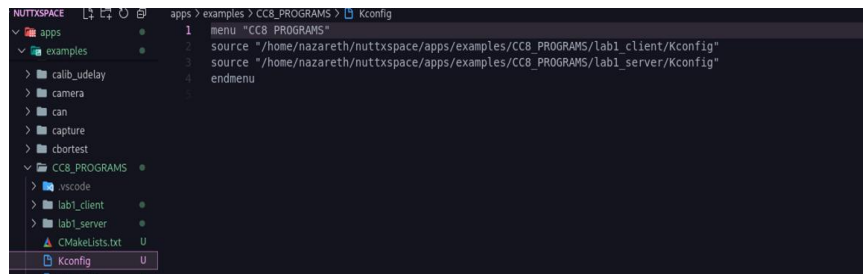 NUTTXSPACE
apps > examples > CC8_PROGRAMS > Kconfig
apps
examples
calib_udelay
camera
can
capture
cbortest
CC8_PROGRAMS
.vscode
lab1_client
lab1_server
CMakeLists.txt U
Kconfig U
1 menu "CC8 PROGRAMS"
2 source "/home/nazareth/nuttxspace/apps/examples/CC8_PROGRAMS/lab1_client/Kconfig"
3 source "/home/nazareth/nuttxspace/apps/examples/CC8_PROGRAMS/lab1_server/Kconfig"
4 endmenu
5